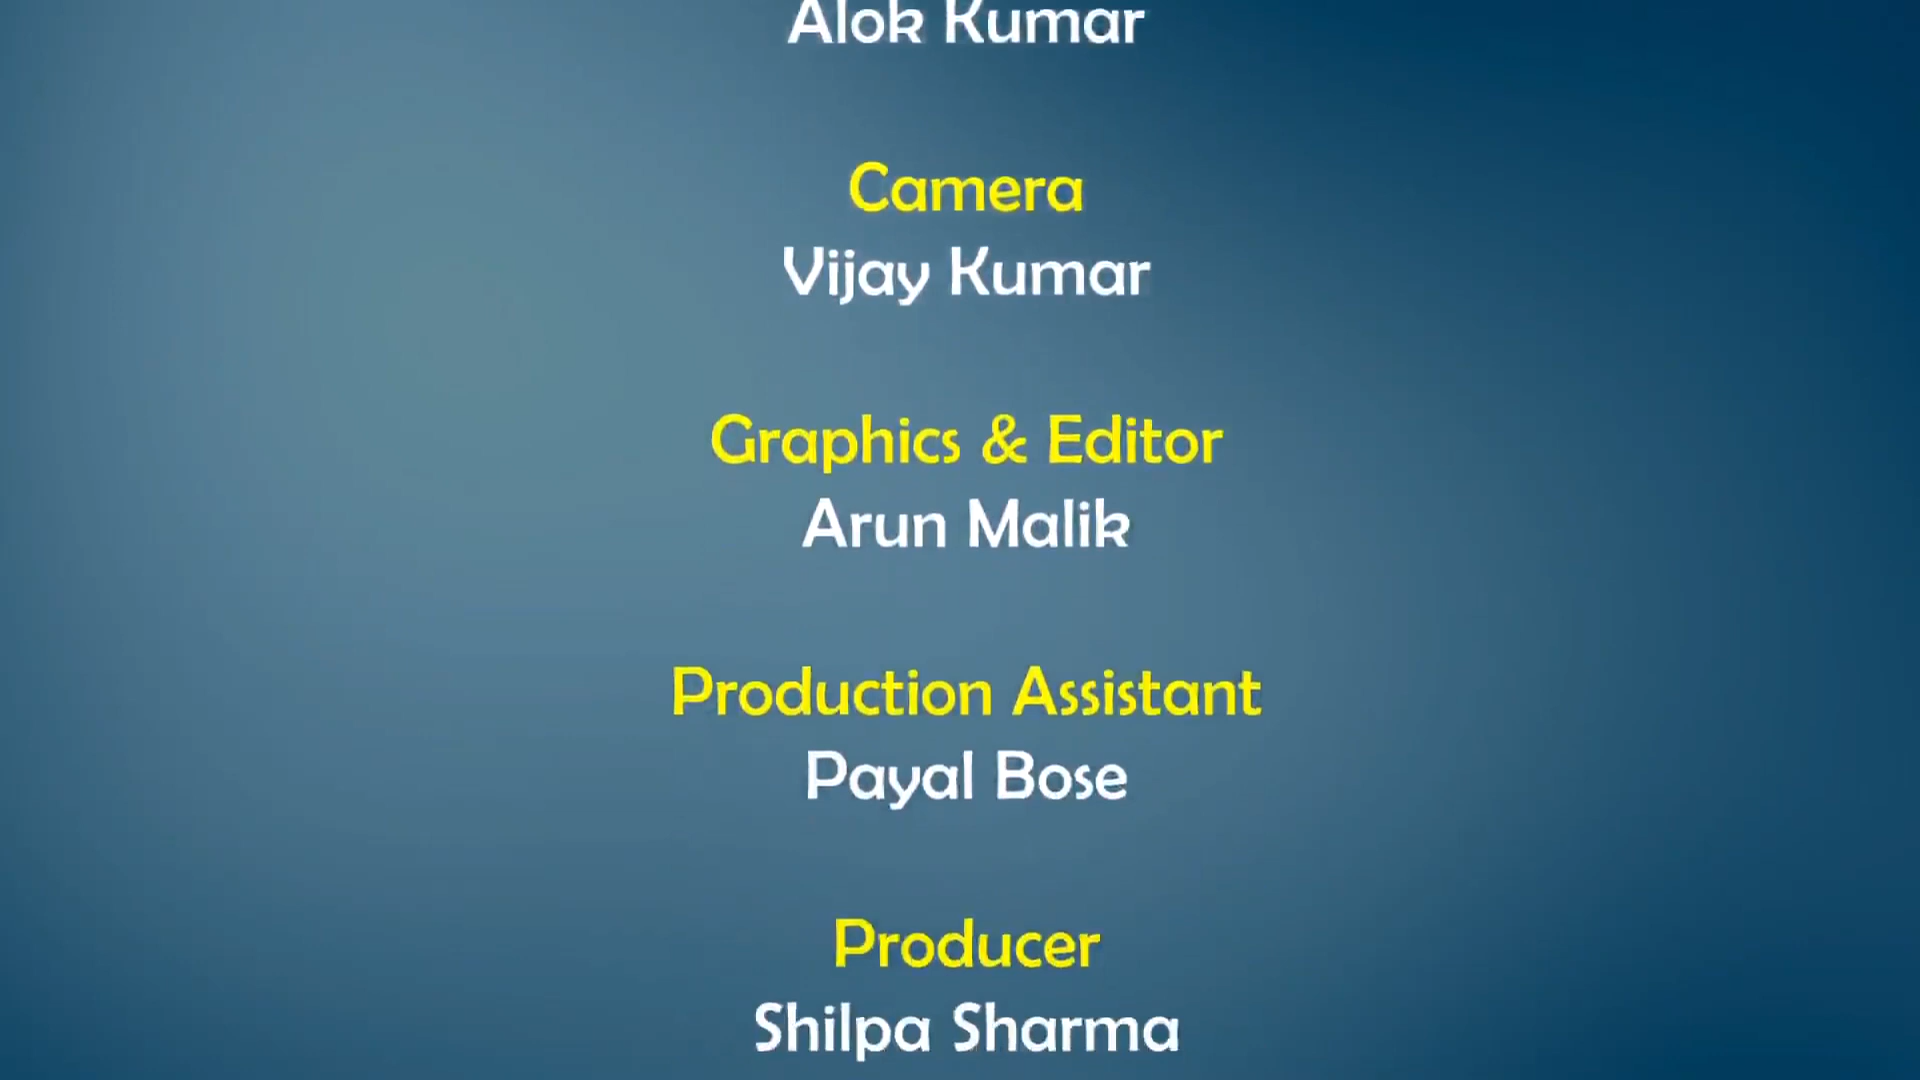 Alok Kumar
Camera
Vijay Kumar
Graphics & Editor
Arun Malik
Production Assistant
Payal Bose
Producer
Shilpa Sharma